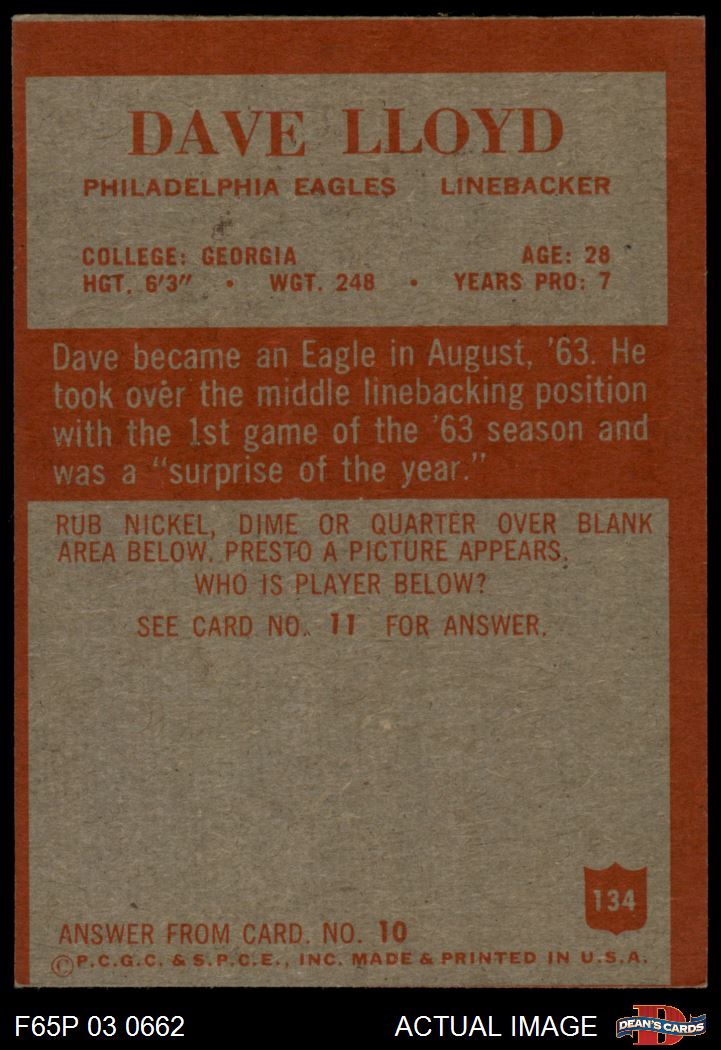 DAVE LLOYD
PHILADELPHIA EAGLES LINEBACKER
COLLEGE: GEORGIA AGE: 28
HGT. 6'3" • WGT. 248 • YEARS PRO: 7
Dave became an Eagle in August, '63. He
took over the middle linebacking position
with the 1st game of the '63 season and
was a "surprise of the year."
RUB NICKEL, DIME OR QUARTER OVER BLANK
AREA BELOW. PRESTO A PICTURE APPEARS.
WHO IS PLAYER BELOW?
SEE CARD NO. 11 FOR ANSWER.
134
ANSWER FROM CARD. NO. 10
©P.C.G.C. & S.P.C.E., INC. MADE & PRINTED IN U.S.A.
F65P 03 0662 ACTUAL IMAGE
D
DEAN'S CARDS